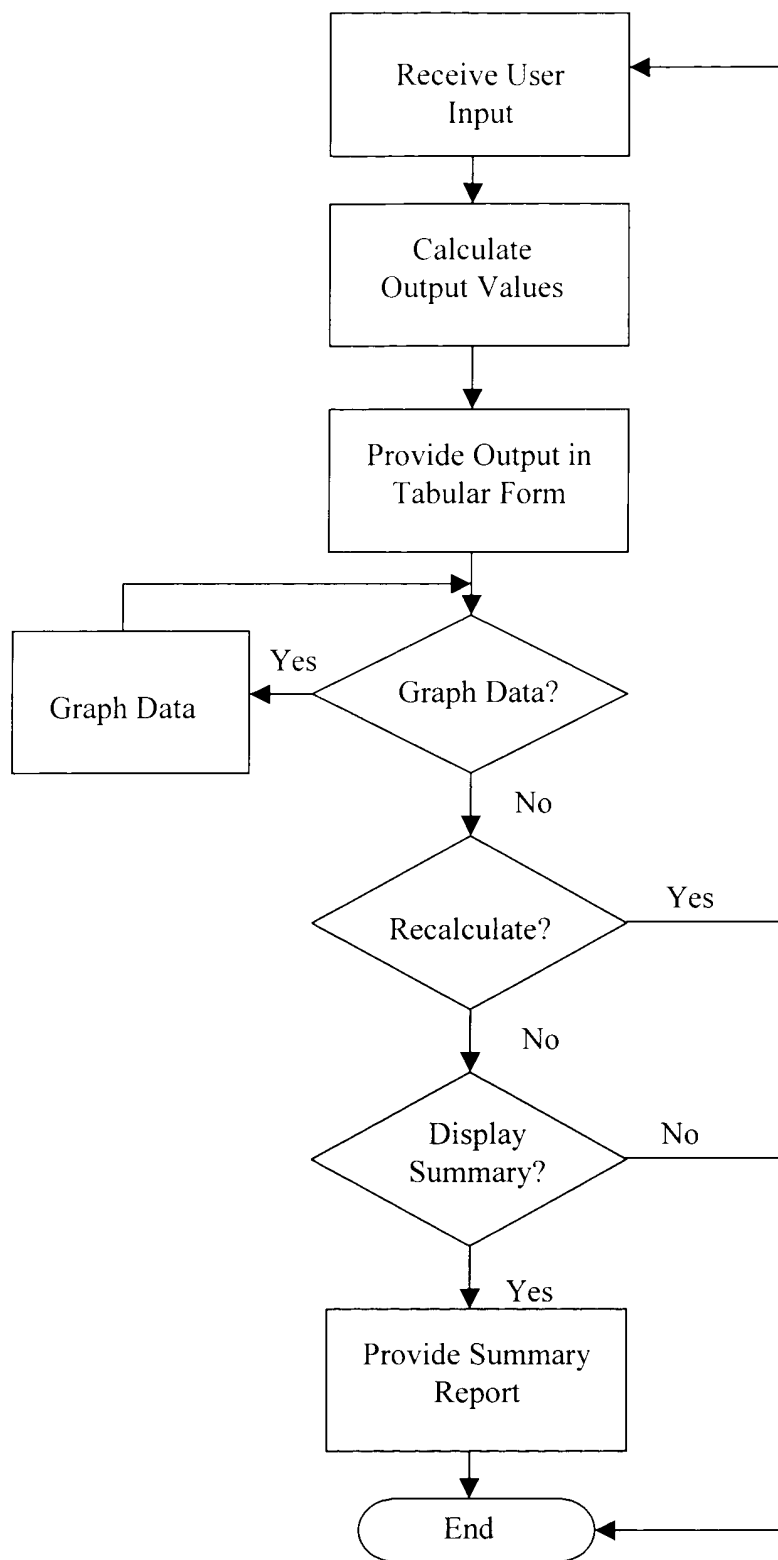 Receive User
Input
Calculate
Output Values
Provide Output in
Tabular Form
Yes
Graph Data
Graph Data?
No
Recalculate?
Yes
No
Display
Summary?
No
Yes
Provide Summary
Report
End